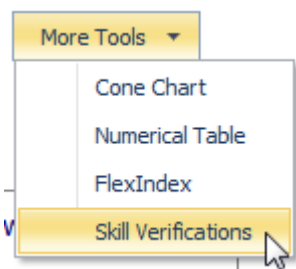 More Tools
Cone Chart
Numerical Table
FlexIndex
Skill Verifications